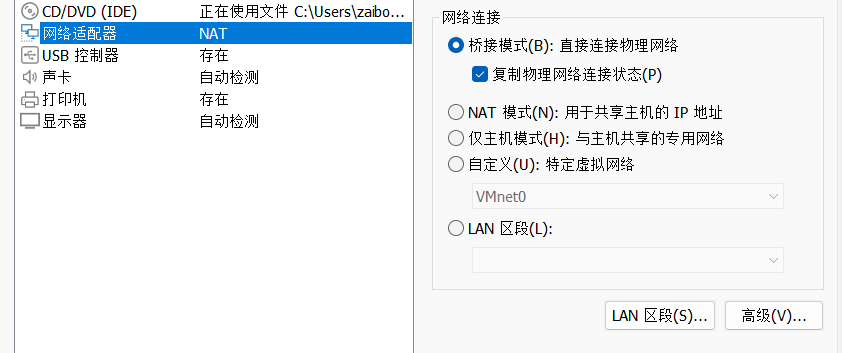 CD/DVD (IDE) 正在使用文件 C:\Users\zaibo...
网络适配器 NAT
USB 控制器 存在
声卡 自动检测
打印机 存在
显示器 自动检测
网络连接
桥接模式(B): 直接连接物理网络
复制物理网络连接状态(P)
NAT 模式(N): 用于共享主机的 IP 地址
仅主机模式(H): 与主机共享的专用网络
自定义(U): 特定虚拟网络
VMnet0
LAN 区段(L):
LAN 区段(S)... 高级(V)...